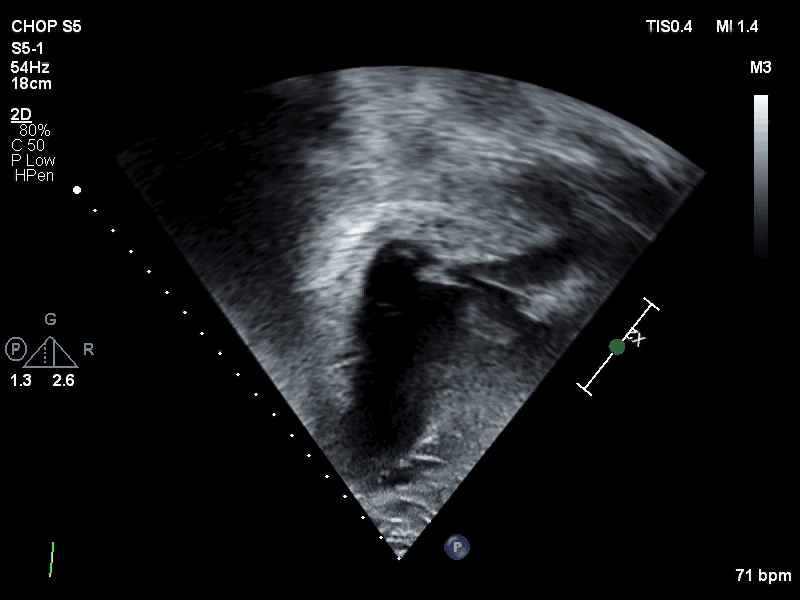 CHOP S5
S5-1
54Hz
18cm
2D
80%
C 50
P Low
HPen
TIS0.4 MI 1.4
M3
G
P R
1.3 2.6
P
71 bpm